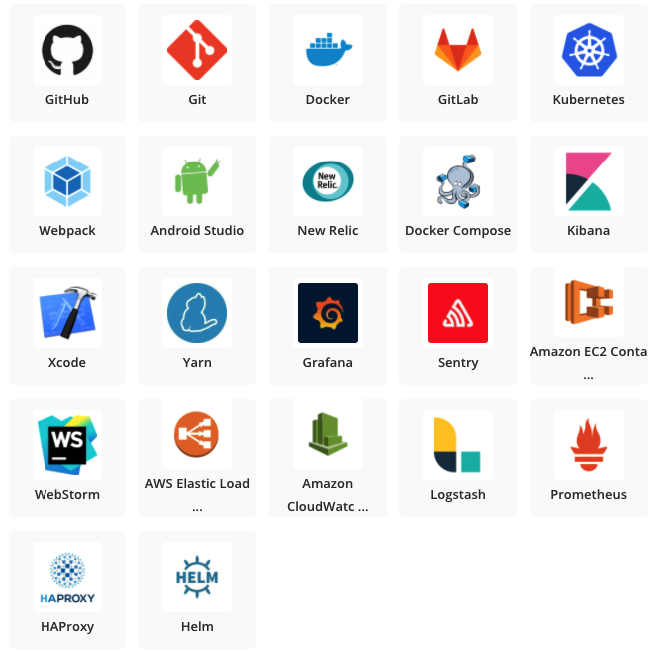 GitHub
Git
Docker
GitLab
Kubernetes
New
Relic.
Webpack
Android Studio
New Relic
Docker Compose
Kibana
Xcode
Yarn
Grafana
Sentry
Amazon EC2 Conta
...
WS
WebStorm
AWS Elastic Load
...
Amazon
CloudWatc ...
Logstash
Prometheus
HAPROXY
HELM
HAProxy
Helm